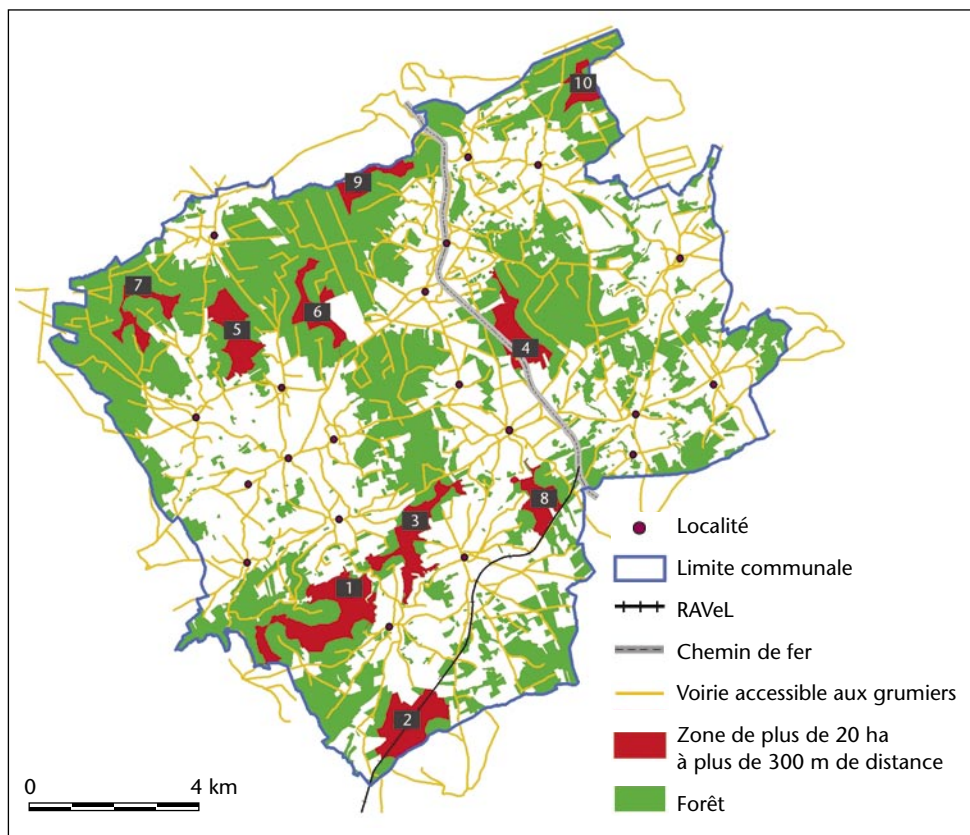 10
9
7
6
5
4
8
3
1
2
Localité
Limite communale
RAVeL
Chemin de fer
Voirie accessible aux grumiers
Zone de plus de 20 ha
à plus de 300 m de distance
Forêt
0 4 km